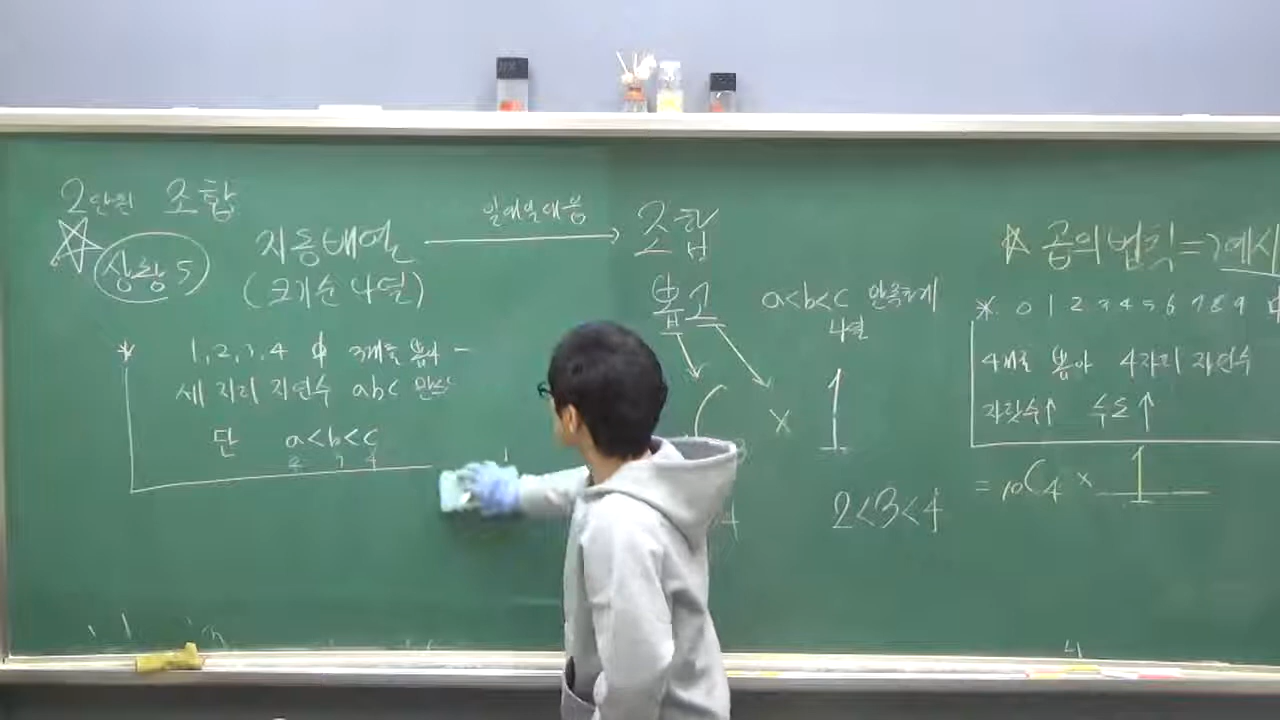 2단원 조합
상황 5
자동배열
(크기순 나열)
일대일대응
조합
뽑고
a<b<c 만족하게
나열
* 1, 2, 3, 4 中 3개를 뽑아
세 자리 자연수 abc
단 a<b<c
2 3 4
× 1
2<3<4
☆ 곱의 법칙 =>
* 0 1 2 3 4 5 6 7 8 9
4개를 뽑아 4자리 자연수
자릿수↑ 수도↑
= ₁₀C₄ × 1